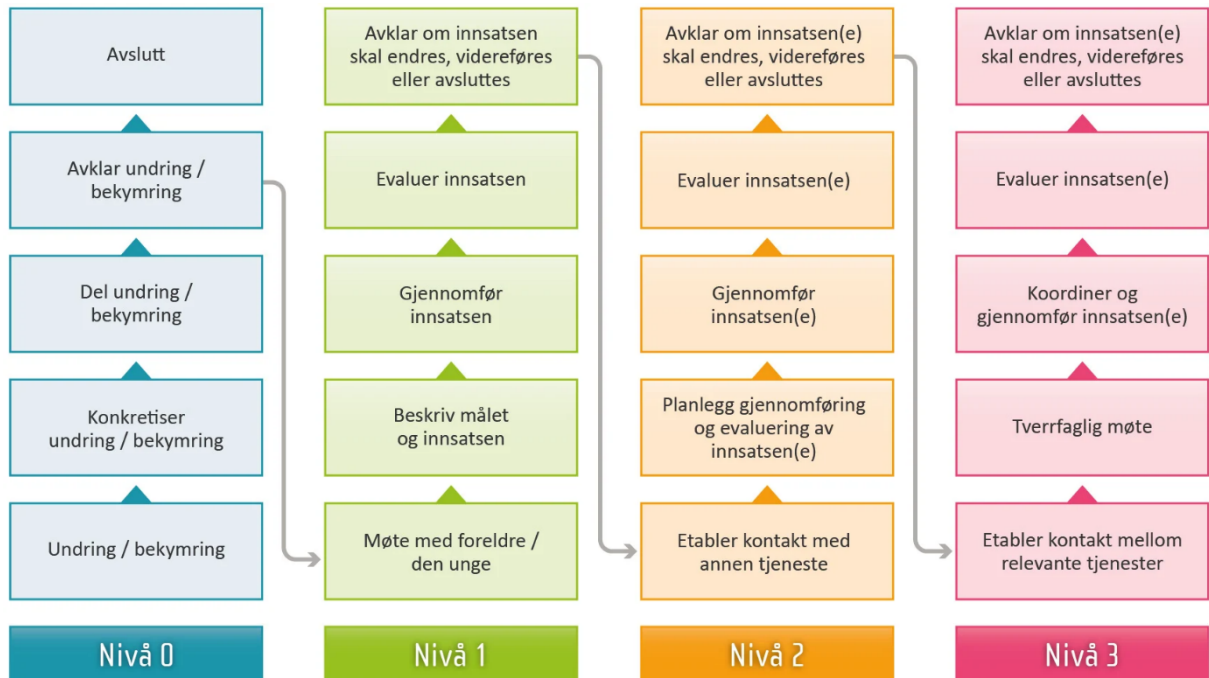 Avslutt
Avklar undring /
bekymring
Del undring /
bekymring
Konkretiser
undring / bekymring
Undring / bekymring
Nivå 0
Avklar om innsatsen
skal endres, videreføres
eller avsluttes
Evaluer innsatsen
Gjennomfør
innsatsen
Beskriv målet
og innsatsen
Møte med foreldre /
den unge
Nivå 1
Avklar om innsatsen(e)
skal endres, videreføres
eller avsluttes
Evaluer innsatsen(e)
Gjennomfør
innsatsen(e)
Planlegg gjennomføring
og evaluering av
innsatsen(e)
Etabler kontakt med
annen tjeneste
Nivå 2
Avklar om innsatsen(e)
skal endres, videreføres
eller avsluttes
Evaluer innsatsen(e)
Koordiner og
gjennomfør innsatsen(e)
Tverrfaglig møte
Etabler kontakt mellom
relevante tjenester
Nivå 3